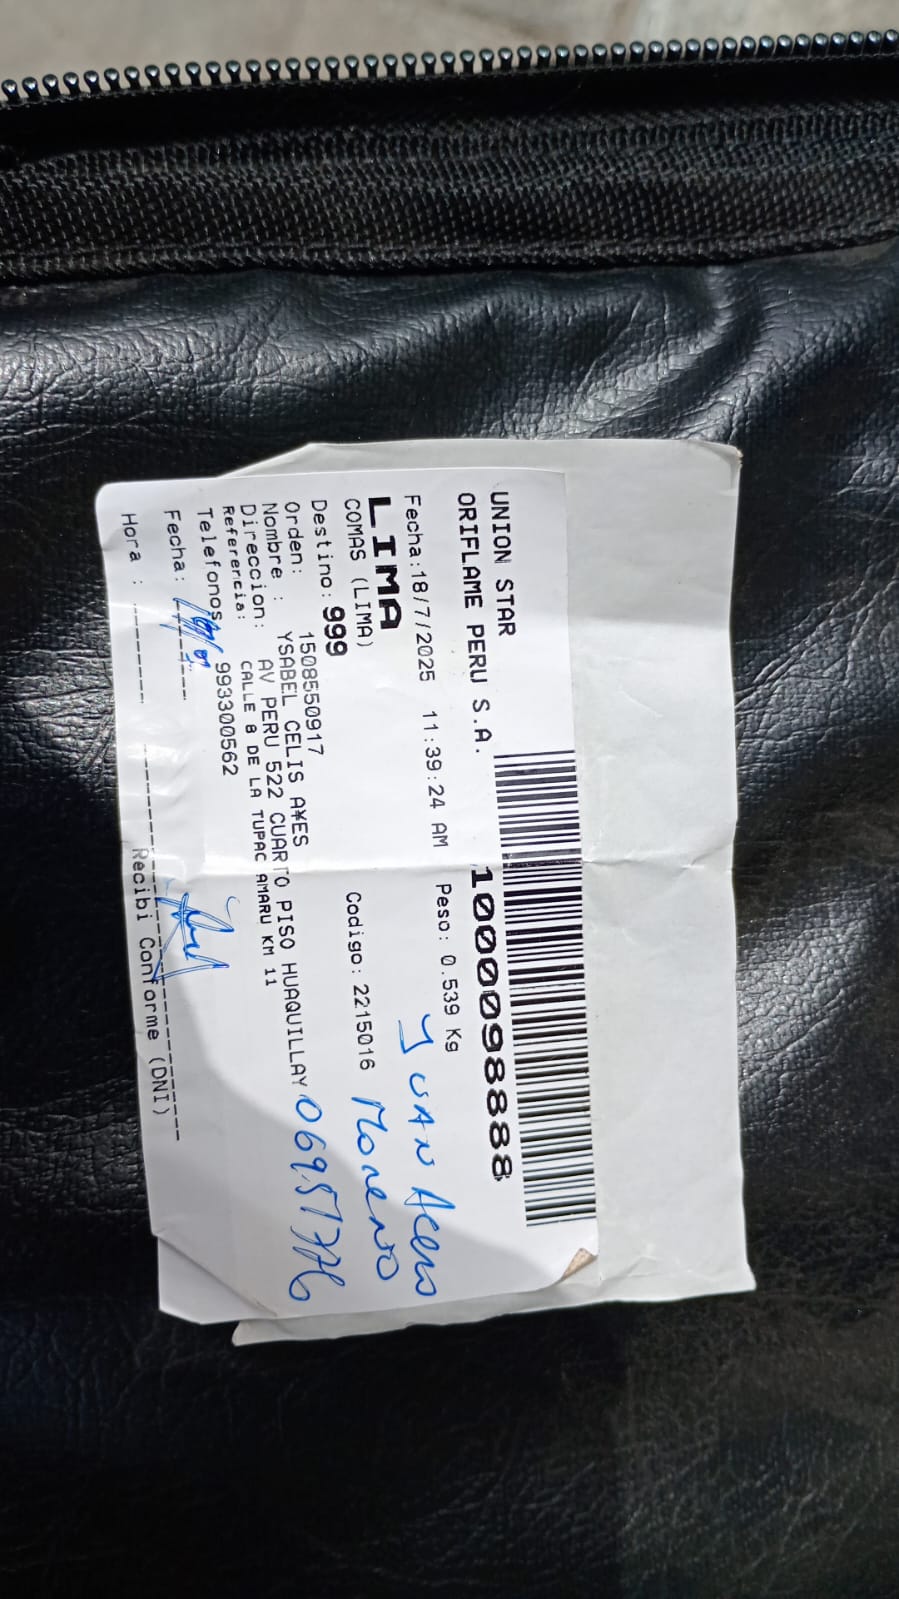 UNION STAR
ORIFLAME PERU S.A.
1000098888
Fecha:18/7/2025 11:39:24 AM Peso: 0.539 Kg
LIMA
COMAS (LIMA) Codigo: 2215016
Destino: 999
Orden: 1508550917
Nombre : YSABEL CELIS A¥ES
Direccion: AV PERU 522 CUARTO PISO HUAQUILLAY
Referencia: CALLE 8 DE LA TUPAC AMARU KM 11
Telefonos 993300562
Fecha:
Hora : Recibi Conforme (DNI)
JUAN Acero
Moreno
06957776